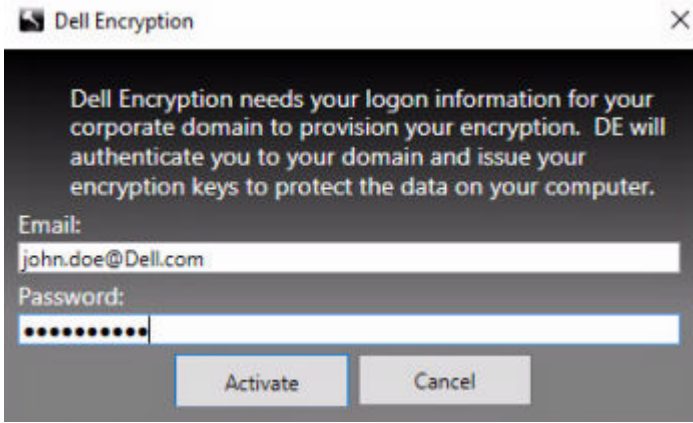 Dell Encryption
Dell Encryption needs your logon information for your
corporate domain to provision your encryption.  DE will
authenticate you to your domain and issue your
encryption keys to protect the data on your computer.
Email:
john.doe@Dell.com
Password:
••••••••••
Activate
Cancel